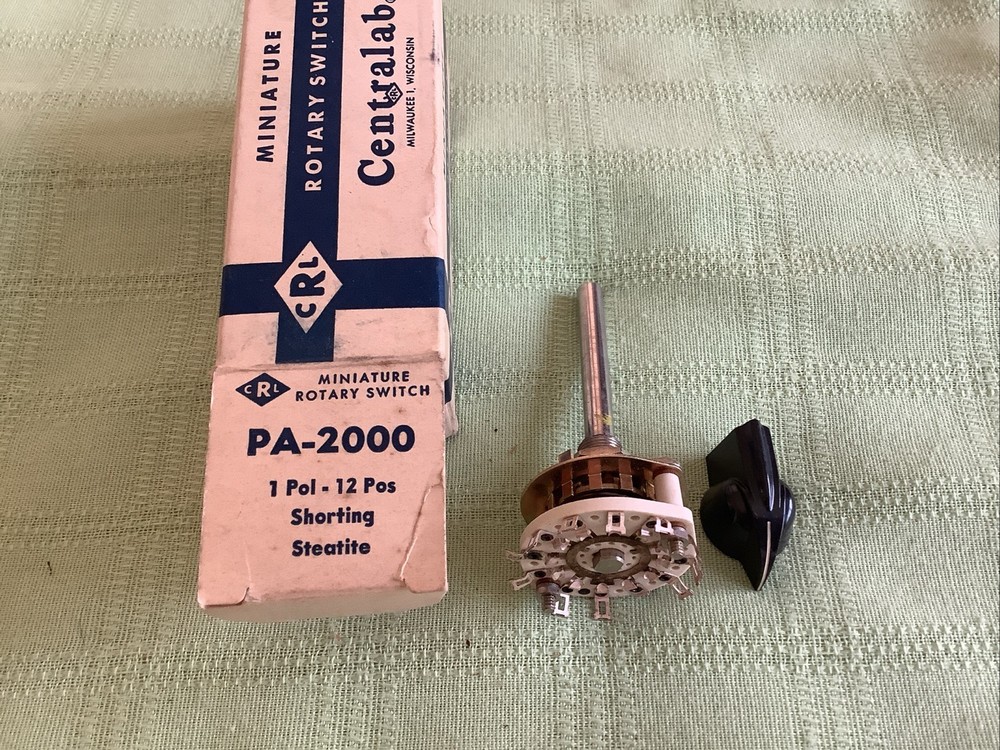 MINIATURE
ROTARY SWITCH
Centralab
CRL
MILWAUKEE 1, WISCONSIN
CRL
CRL
MINIATURE
ROTARY SWITCH
PA-2000
1 Pol - 12 Pos
Shorting
Steatite